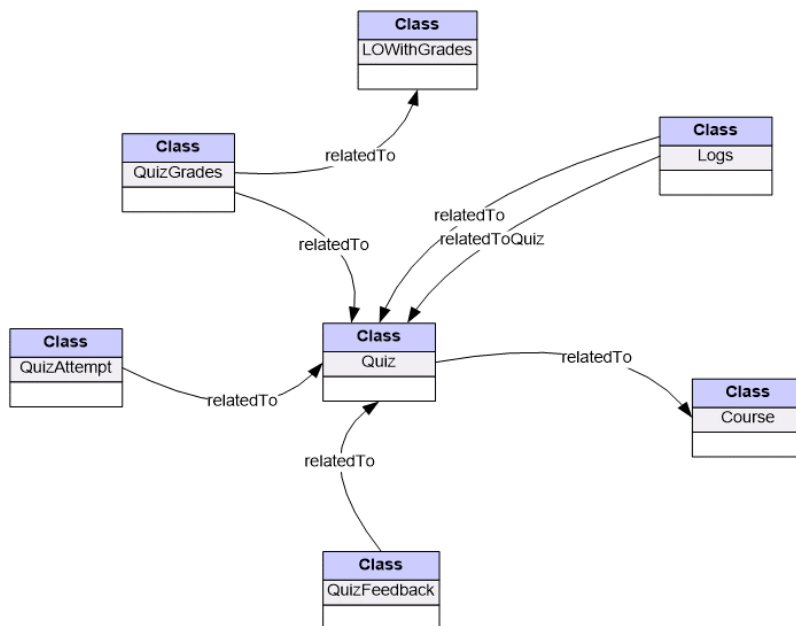 Class
LOWithGrades
Class
QuizGrades
relatedTo
Class
Logs
relatedTo
relatedToQuiz
relatedTo
Class
QuizAttempt
relatedTo
Class
Quiz
relatedTo
Class
Course
relatedTo
Class
QuizFeedback